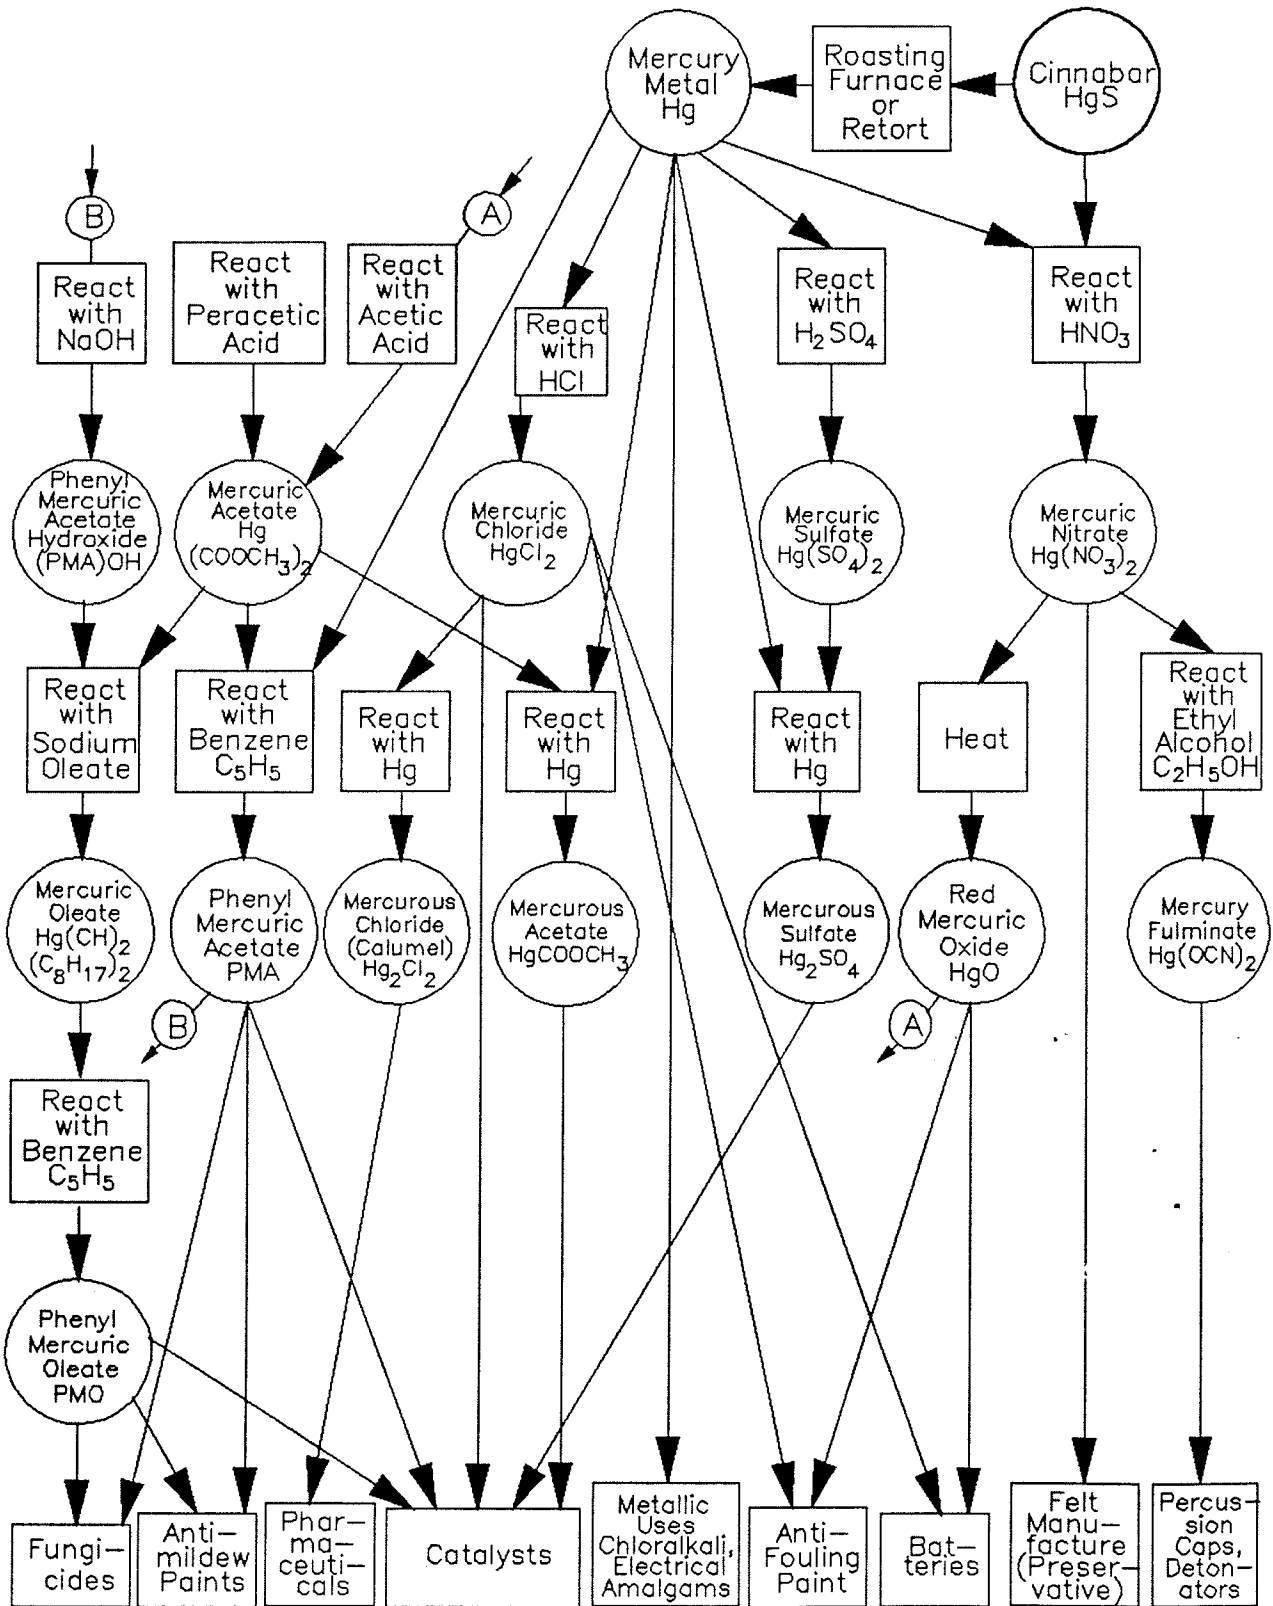 Mercury
Metal
Hg
Roasting
Furnace
or
Retort
Cinnabar
HgS
B
A
React
with
NaOH
React
with
Peracetic
Acid
React
with
Acetic
Acid
React
with
HCl
React
with
H₂SO₄
React
with
HNO₃
Phenyl
Mercuric
Acetate
Hydroxide
(PMA)OH
Mercuric
Acetate
Hg
(COOCH₃)₂
Mercuric
Chloride
HgCl₂
Mercuric
Sulfate
Hg(SO₄)₂
Mercuric
Nitrate
Hg(NO₃)₂
React
with
Sodium
Oleate
React
with
Benzene
C₅H₅
React
with
Hg
React
with
Hg
React
with
Hg
Heat
React
with
Ethyl
Alcohol
C₂H₅OH
Mercuric
Oleate
Hg(CH)₂
(C₈H₁₇)₂
Phenyl
Mercuric
Acetate
PMA
Mercurous
Chloride
(Calumel)
Hg₂Cl₂
Mercurous
Acetate
HgCOOCH₃
Mercurous
Sulfate
Hg₂SO₄
Red
Mercuric
Oxide
HgO
Mercury
Fulminate
Hg(OCN)₂
B
A
React
with
Benzene
C₅H₅
Phenyl
Mercuric
Oleate
PMO
Fungi-
cides
Anti-
mildew
Paints
Phar-
ma-
ceuti-
cals
Catalysts
Metallic
Uses
Chloralkali,
Electrical
Amalgams
Anti-
Fouling
Paint
Bat-
teries
Felt
Manu-
facture
(Preser-
vative)
Percus-
sion
Caps,
Deton-
ators